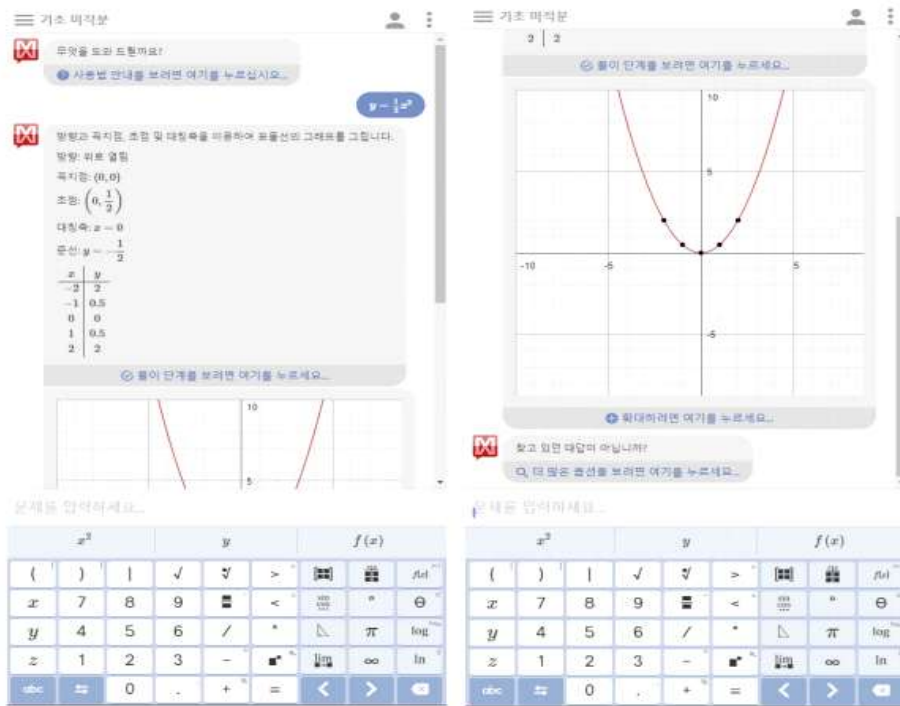 기초 미적분
무엇을 도와 드릴까요?
사용법 안내를 보려면 여기를 누르십시오...
방향과 꼭지점, 초점 및 대칭축을 이용하여 포물선의 그래프를 그립니다.
방향: 위로 열림
꼭지점: (0,0)
초점: (0, 1/2)
대칭축: x = 0
준선: y = -1/2
x y
-2 2
-1 0.5
0 0
1 0.5
2 2
풀이 단계를 보려면 여기를 누르세요...
10
5
문제를 입력하세요...
x² y f(x)
( ) | √ >
x 7 8 9 <
y 4 5 6 / π log
z 1 2 3 - lim ∞ ln
abc 0 . + =
기초 미적분
2 2
풀이 단계를 보려면 여기를 누르세요...
10
5
-10 -5 5
-5
확대하려면 여기를 누르세요...
찾고 있던 대답이 아닙니까?
더 많은 옵션을 보려면 여기를 누르세요...
문제를 입력하세요...
x² y f(x)
( ) | √ >
x 7 8 9 <
y 4 5 6 / π log
z 1 2 3 - lim ∞ ln
abc 0 . + =